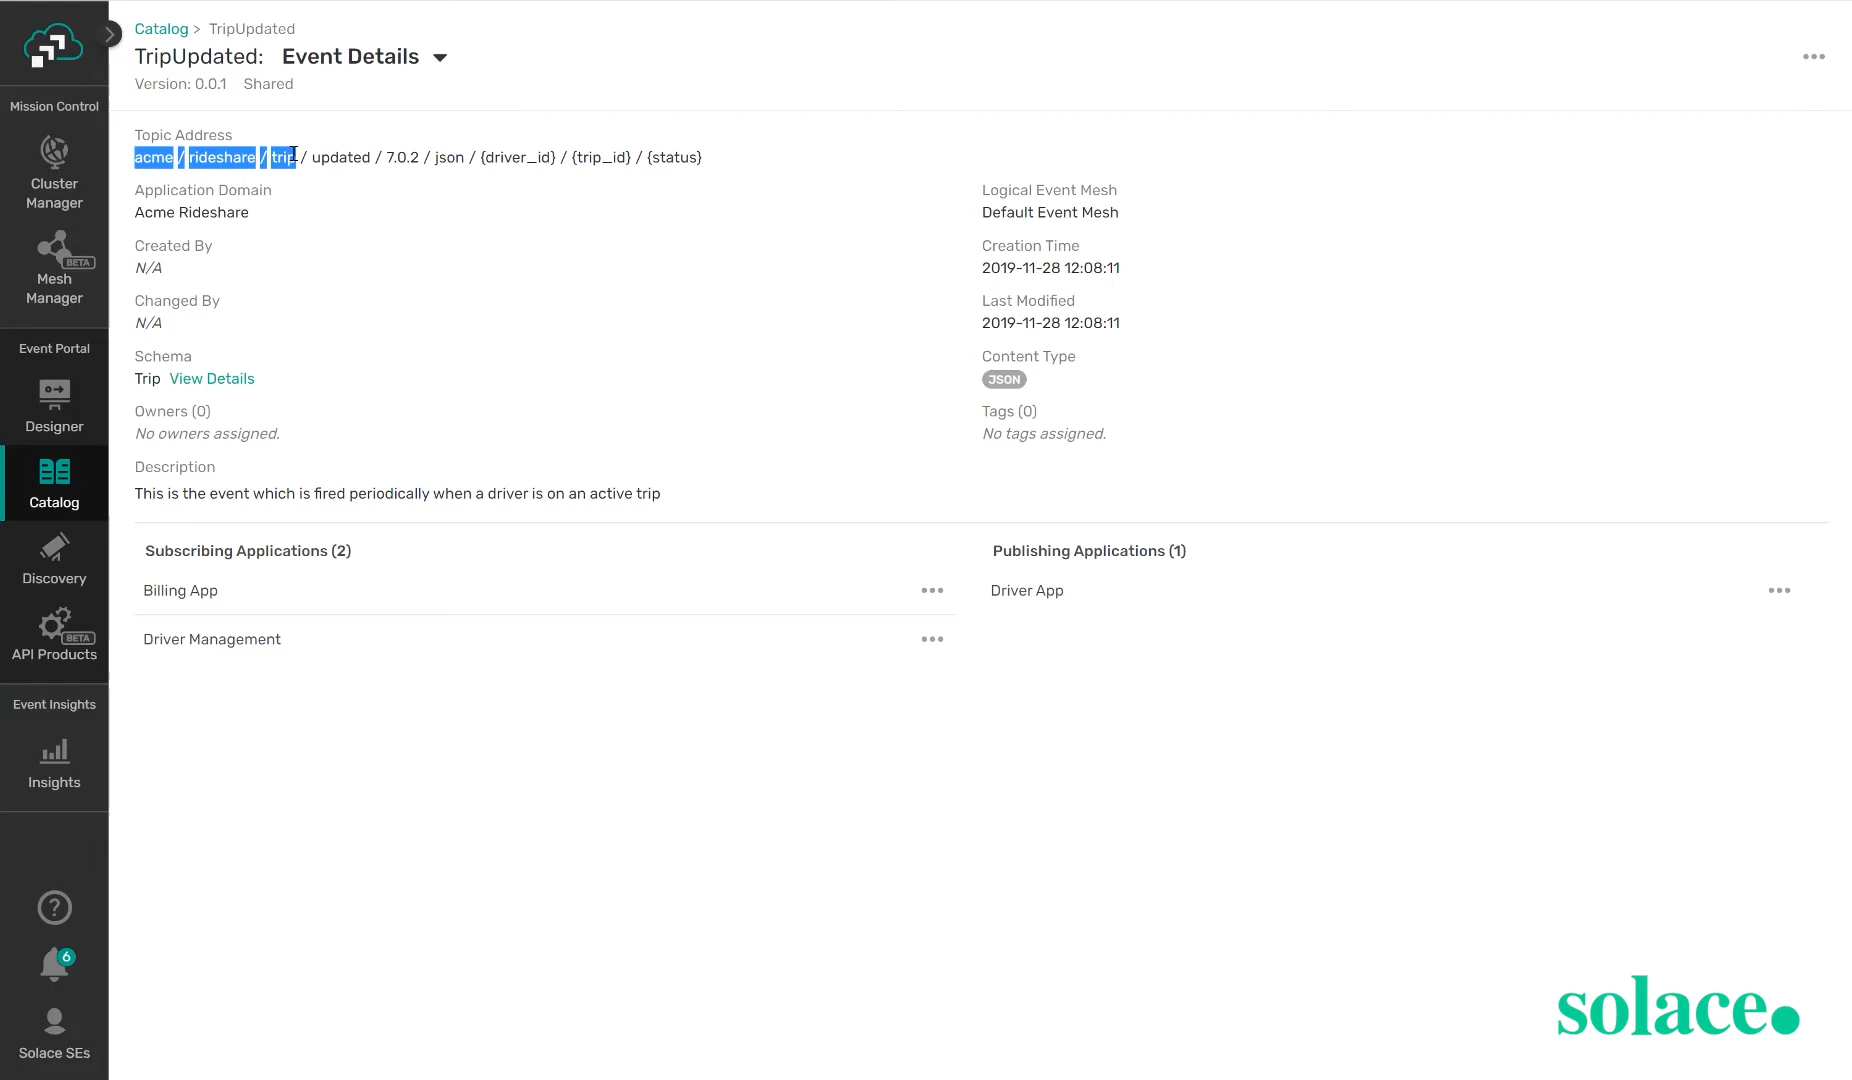 Catalog > TripUpdated
TripUpdated: Event Details
Version: 0.0.1 Shared
Mission Control
Cluster
Manager
BETA
Mesh
Manager
Event Portal
Designer
Catalog
Discovery
BETA
API Products
Event Insights
Insights
?
6
Solace SEs
Topic Address
acme / rideshare / trip / updated / 7.0.2 / json / {driver_id} / {trip_id} / {status}
Application Domain
Acme Rideshare
Logical Event Mesh
Default Event Mesh
Created By
N/A
Creation Time
2019-11-28 12:08:11
Changed By
N/A
Last Modified
2019-11-28 12:08:11
Schema
Trip View Details
Content Type
JSON
Owners (0)
No owners assigned.
Tags (0)
No tags assigned.
Description
This is the event which is fired periodically when a driver is on an active trip
Subscribing Applications (2)
Billing App
Driver Management
Publishing Applications (1)
Driver App
solace.